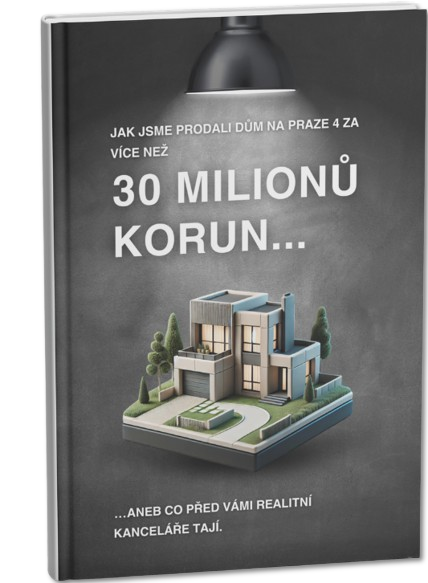 JAK JSME PRODALI DŮM NA PRAZE 4 ZA
VÍCE NEŽ
30 MILIONŮ
KORUN...
...ANEB CO PŘED VÁMI REALITNÍ
KANCELÁŘE TAJÍ.